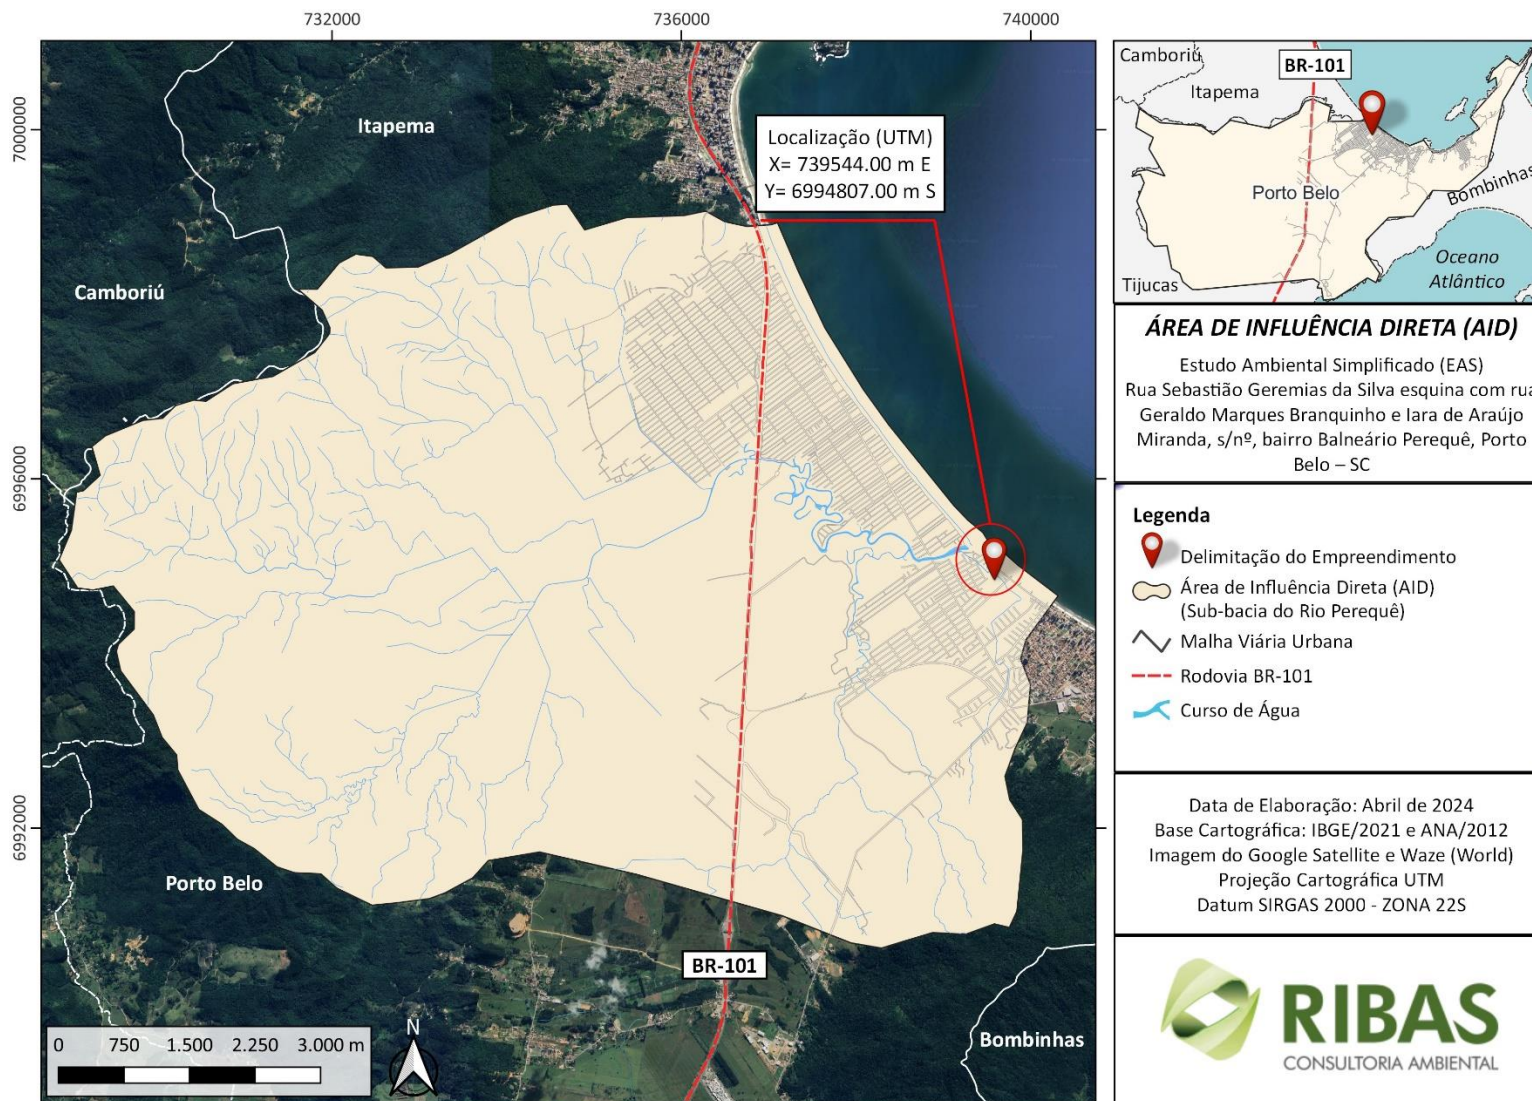 732000
736000
740000
7000000
6996000
6992000
Itapema
Camboriú
Porto Belo
Bombinhas
Localização (UTM)
X= 739544.00 m E
Y= 6994807.00 m S
BR-101
0 750 1.500 2.250 3.000 m
N
Camboriú
Itapema
BR-101
Porto Belo
Bombinhas
Tijucas
Oceano
Atlântico
ÁREA DE INFLUÊNCIA DIRETA (AID)
Estudo Ambiental Simplificado (EAS)
Rua Sebastião Geremias da Silva esquina com rua
Geraldo Marques Branquinho e Iara de Araújo
Miranda, s/nº, bairro Balneário Perequê, Porto
Belo – SC
Legenda
Delimitação do Empreendimento
Área de Influência Direta (AID)
(Sub-bacia do Rio Perequê)
Malha Viária Urbana
Rodovia BR-101
Curso de Água
Data de Elaboração: Abril de 2024
Base Cartográfica: IBGE/2021 e ANA/2012
Imagem do Google Satellite e Waze (World)
Projeção Cartográfica UTM
Datum SIRGAS 2000 - ZONA 22S
RIBAS
CONSULTORIA AMBIENTAL